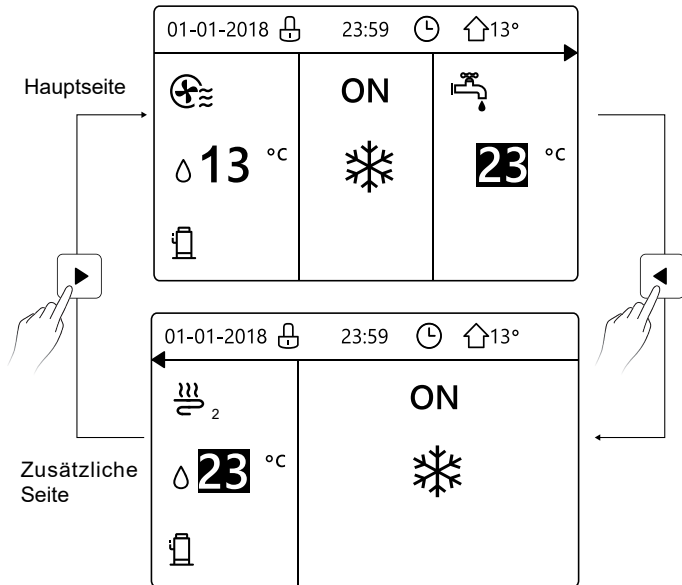 01-01-2018 23:59 13°
Hauptseite
ON
13 °C 23 °C
01-01-2018 23:59 13°
2 ON
23 °C
Zusätzliche
Seite